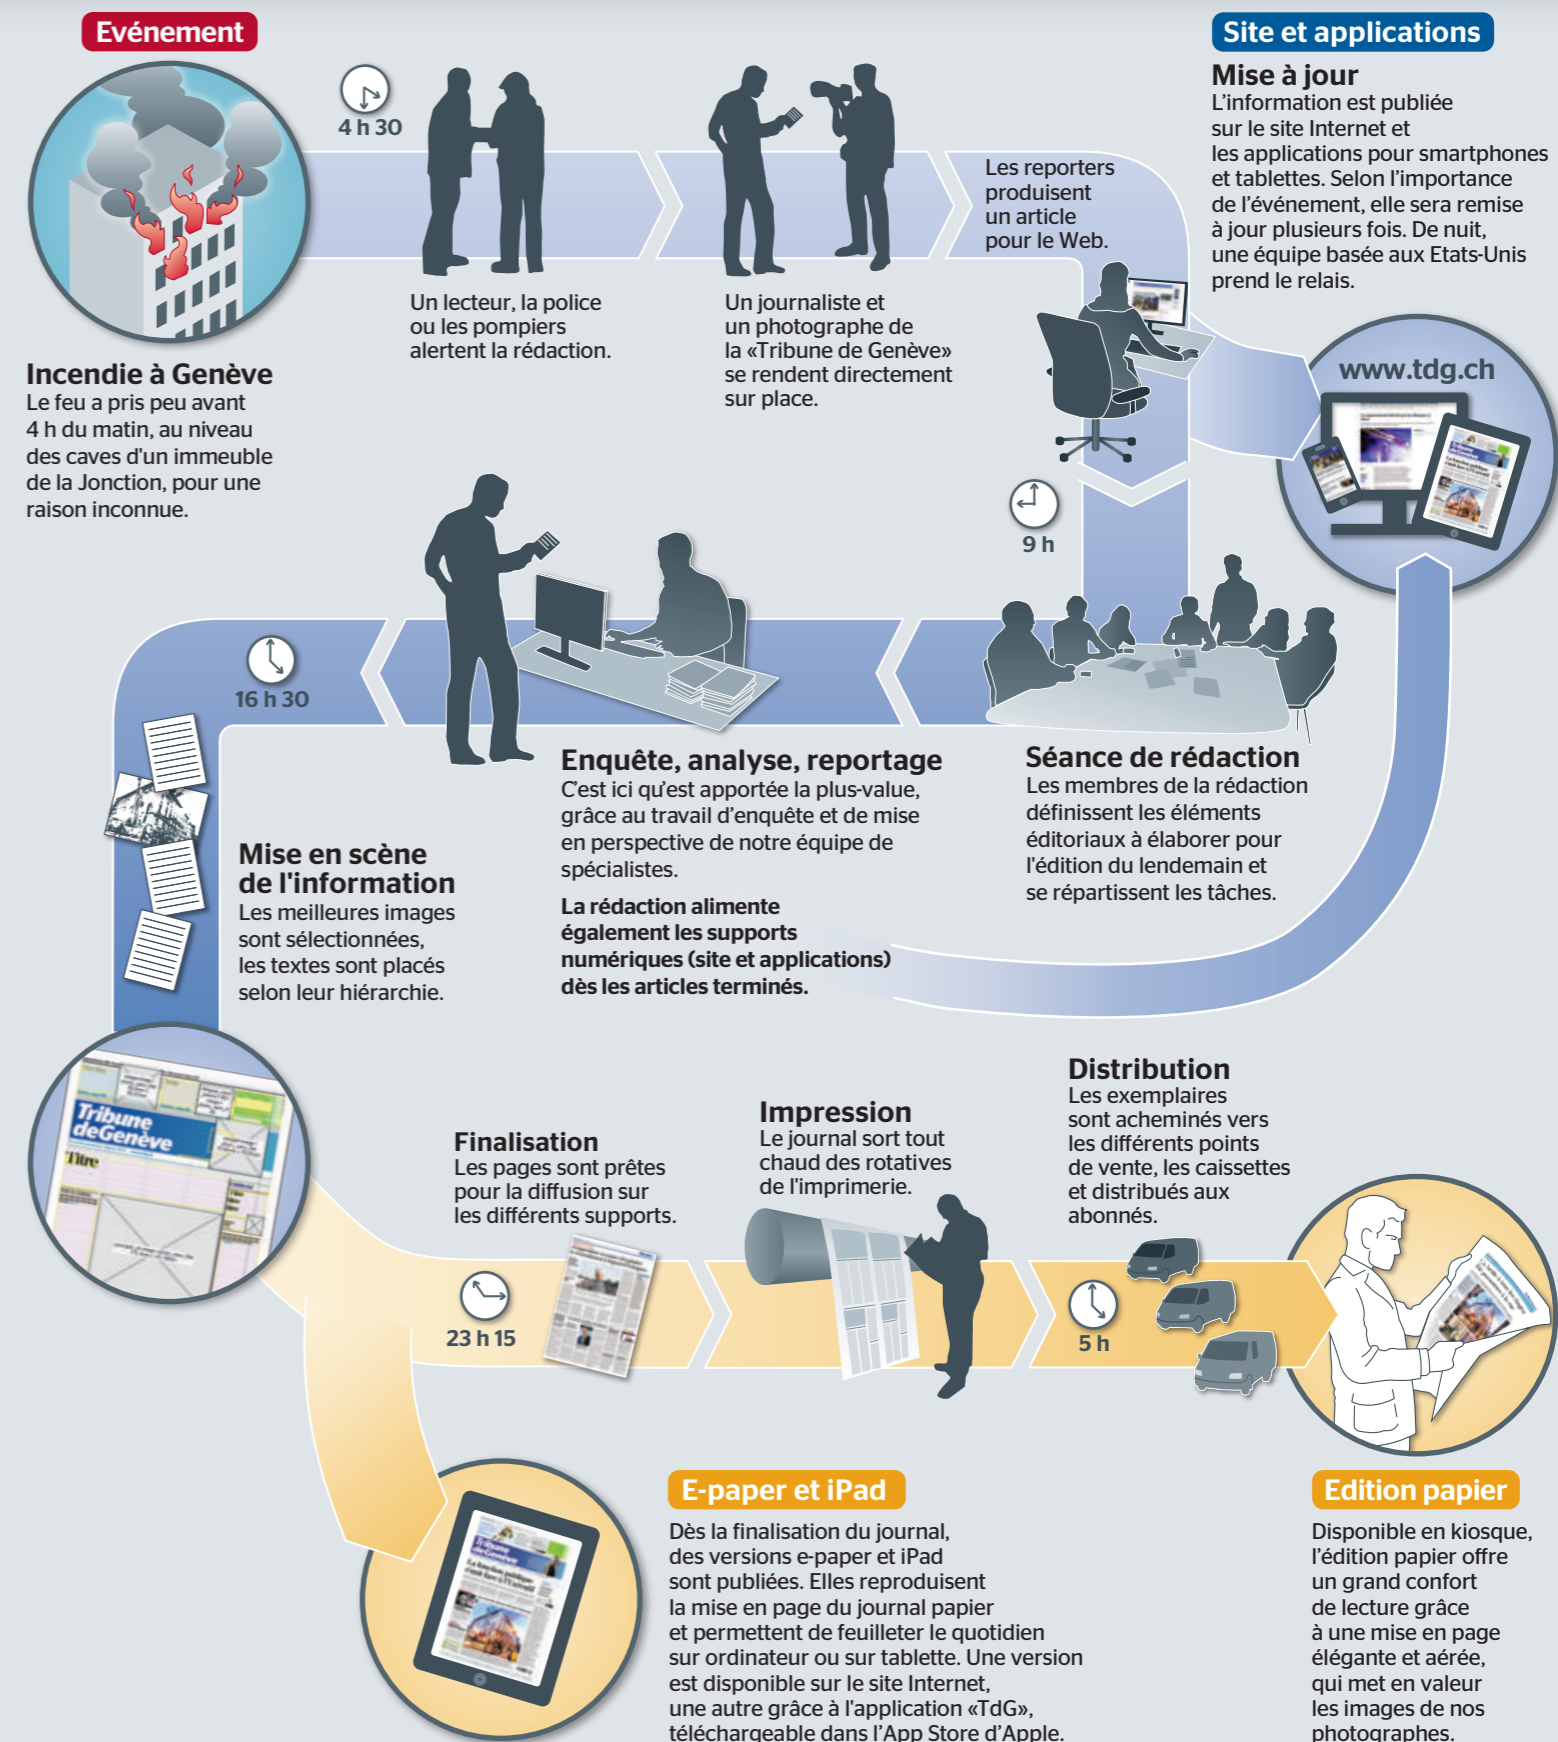 Evénement
4 h 30
Incendie à Genève
Le feu a pris peu avant
4 h du matin, au niveau
des caves d'un immeuble
de la Jonction, pour une
raison inconnue.
Un lecteur, la police
ou les pompiers
alertent la rédaction.
Un journaliste et
un photographe de
la «Tribune de Genève»
se rendent directement
sur place.
Les reporters
produisent
un article
pour le Web.
Site et applications
Mise à jour
L'information est publiée
sur le site Internet et
les applications pour smartphones
et tablettes. Selon l'importance
de l'événement, elle sera remise
à jour plusieurs fois. De nuit,
une équipe basée aux Etats-Unis
prend le relais.
www.tdg.ch
9 h
Séance de rédaction
Les membres de la rédaction
définissent les éléments
éditoriaux à élaborer pour
l'édition du lendemain et
se répartissent les tâches.
Enquête, analyse, reportage
C'est ici qu'est apportée la plus-value,
grâce au travail d'enquête et de mise
en perspective de notre équipe de
spécialistes.
La rédaction alimente
également les supports
numériques (site et applications)
dès les articles terminés.
16 h 30
Mise en scène
de l'information
Les meilleures images
sont sélectionnées,
les textes sont placés
selon leur hiérarchie.
Tribune
deGenève
Titre
Finalisation
Les pages sont prêtes
pour la diffusion sur
les différents supports.
23 h 15
Impression
Le journal sort tout
chaud des rotatives
de l'imprimerie.
Distribution
Les exemplaires
sont acheminés vers
les différents points
de vente, les caissettes
et distribués aux
abonnés.
5 h
E-paper et iPad
Dès la finalisation du journal,
des versions e-paper et iPad
sont publiées. Elles reproduisent
la mise en page du journal papier
et permettent de feuilleter le quotidien
sur ordinateur ou sur tablette. Une version
est disponible sur le site Internet,
une autre grâce à l'application «TdG»,
téléchargeable dans l'App Store d'Apple.
Tribune
deGenève
Edition papier
Disponible en kiosque,
l'édition papier offre
un grand confort
de lecture grâce
à une mise en page
élégante et aérée,
qui met en valeur
les images de nos
photographes.